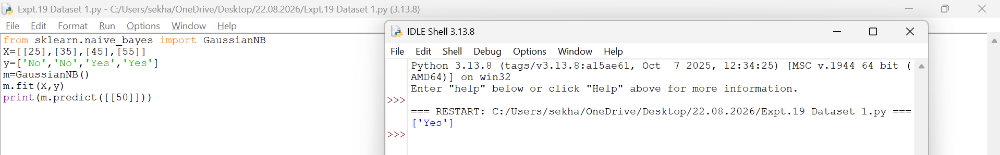 Expt.19 Dataset 1.py - C:/Users/sekha/OneDrive/Desktop/22.08.2026/Expt.19 Dataset 1.py (3.13.8)
File Edit Format Run Options Window Help
from sklearn.naive_bayes import GaussianNB
X=[[25],[35],[45],[55]]
y=['No','No','Yes','Yes']
m=GaussianNB()
m.fit(X,y)
print(m.predict([[50]]))
IDLE Shell 3.13.8
File Edit Shell Debug Options Window Help
Python 3.13.8 (tags/v3.13.8:a15ae61, Oct  7 2025, 12:34:25) [MSC v.1944 64 bit (
AMD64)] on win32
Enter "help" below or click "Help" above for more information.
>>>
=== RESTART: C:/Users/sekha/OneDrive/Desktop/22.08.2026/Expt.19 Dataset 1.py ===
['Yes']
>>>